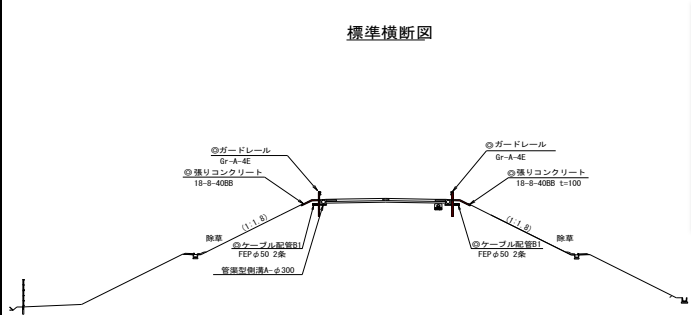 標準横断図
◎ガードレール
Gr-A-4E
◎張りコンクリート
18-8-40BB
◎ガードレール
Gr-A-4E
◎張りコンクリート
18-8-40BB t=100
(1:1.8)
除草
◎ケーブル配管B1
FEPφ50 2条
管渠型側溝A-φ300
(1:1.8)
除草
◎ケーブル配管B1
FEPφ50 2条